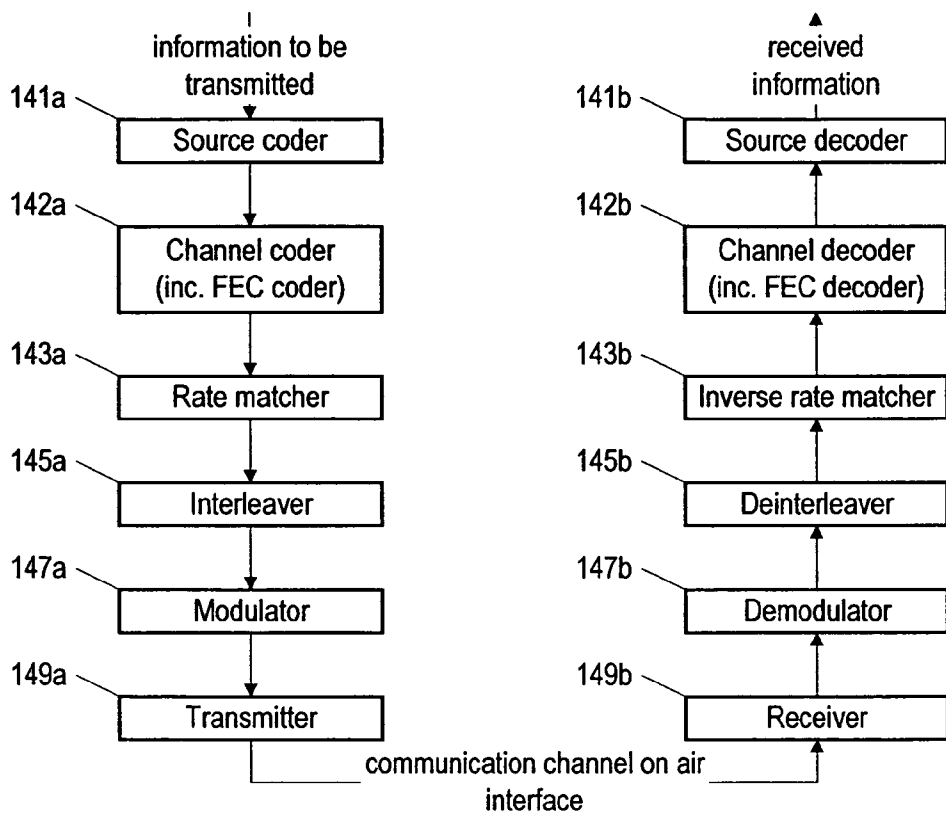 information to be
transmitted
141a
Source coder
142a
Channel coder
(inc. FEC coder)
143a
Rate matcher
145a
Interleaver
147a
Modulator
149a
Transmitter
communication channel on air
interface
received
information
141b
Source decoder
142b
Channel decoder
(inc. FEC decoder)
143b
Inverse rate matcher
145b
Deinterleaver
147b
Demodulator
149b
Receiver